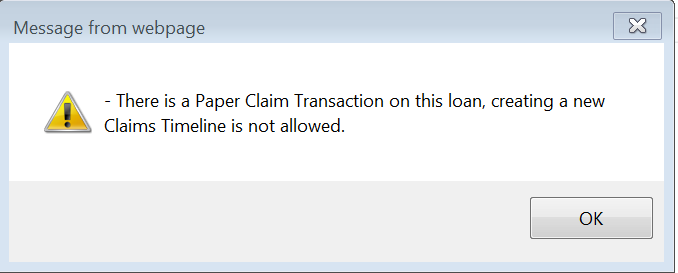 Message from webpage
- There is a Paper Claim Transaction on this loan, creating a new
Claims Timeline is not allowed.
OK